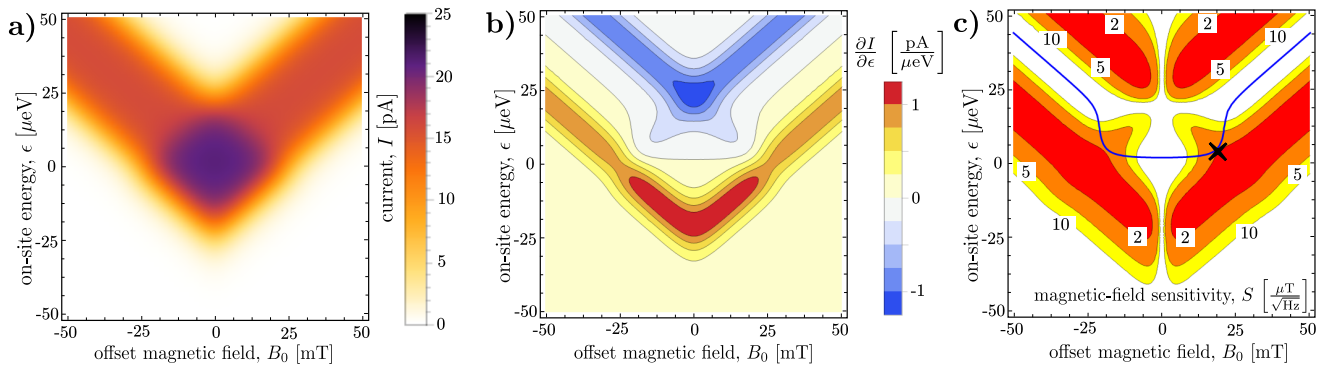 a)
50
25
0
-25
-50
on-site energy, ϵ [μeV]
-50 -25 0 25 50
offset magnetic field, B₀ [mT]
25
20
15
10
5
0
current, I [pA]
b)
50
25
0
-25
-50
on-site energy, ϵ [μeV]
-50 -25 0 25 50
offset magnetic field, B₀ [mT]
∂I/∂ϵ [pA/μeV]
1
0
-1
c)
50
25
0
-25
-50
on-site energy, ϵ [μeV]
10 2 2 10
5 5
5 5
10 2 2 10
magnetic-field sensitivity, S [μT/√Hz]
-50 -25 0 25 50
offset magnetic field, B₀ [mT]